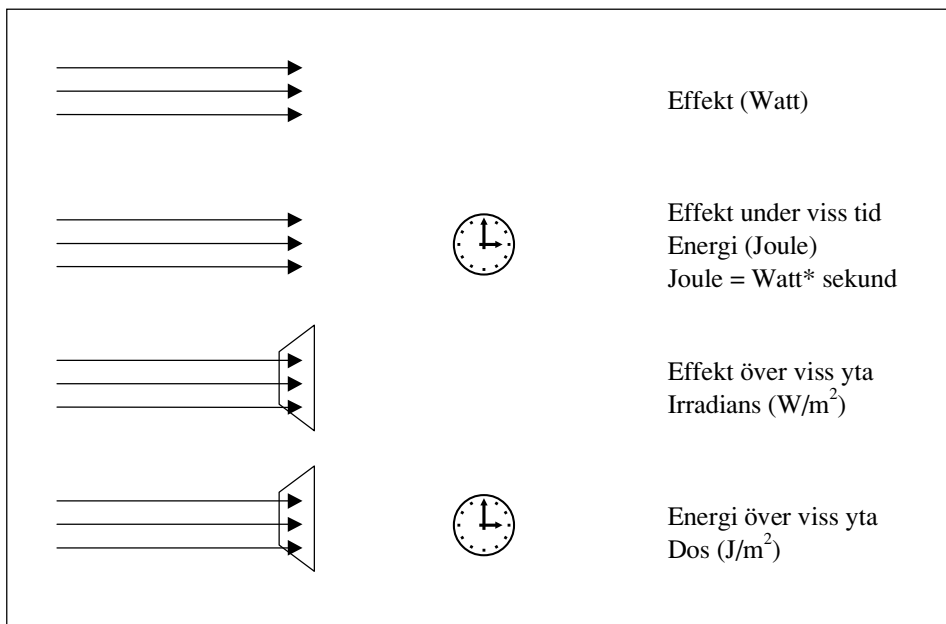 Effekt (Watt)
Effekt under viss tid
Energi (Joule)
Joule = Watt* sekund
Effekt över viss yta
Irradians (W/m²)
Energi över viss yta
Dos (J/m²)